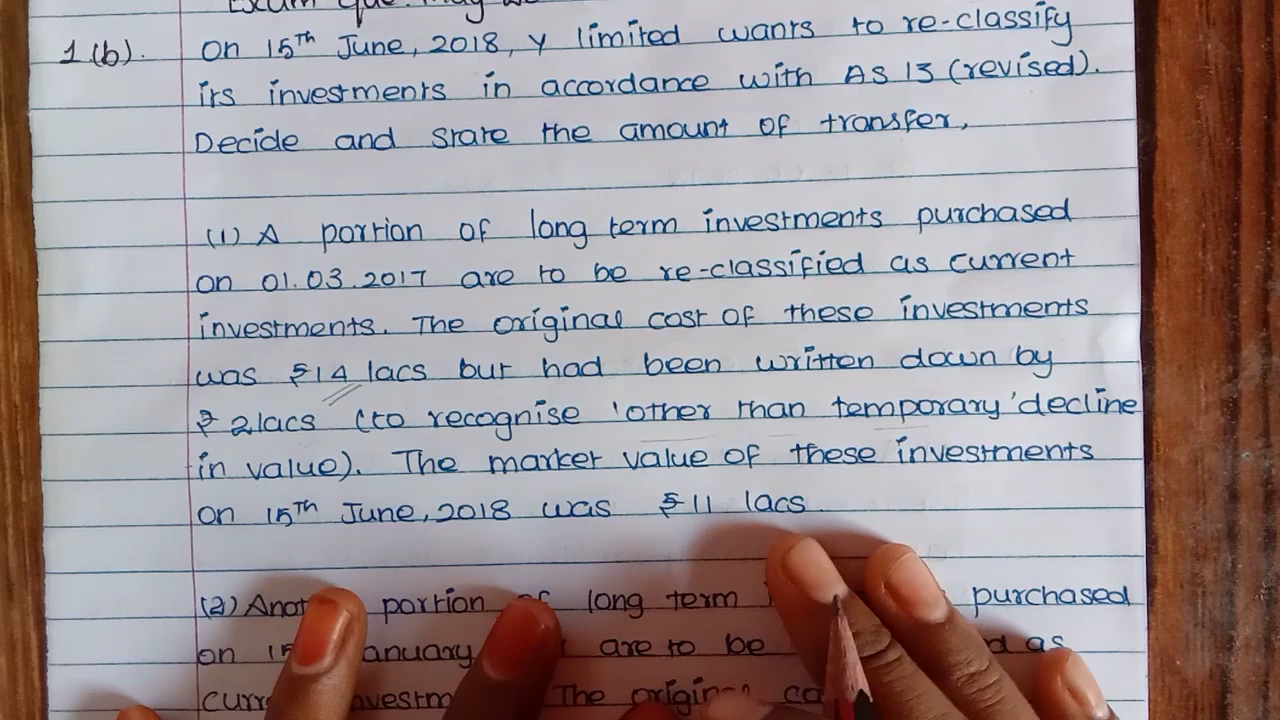 Exam que. May
1(b). On 15th June, 2018, Y limited wants to re-classify
its investments in accordance with AS 13 (revised).
Decide and state the amount of transfer,
(1) A portion of long term investments purchased
on 01.03.2017 are to be re-classified as current
investments. The original cost of these investments
was ₹14 lacs but had been written down by
₹2lacs (to recognise 'other than temporary' decline
in value). The market value of these investments
on 15th June, 2018 was ₹11 lacs
(2) portion long term purchased
on are to be as
The